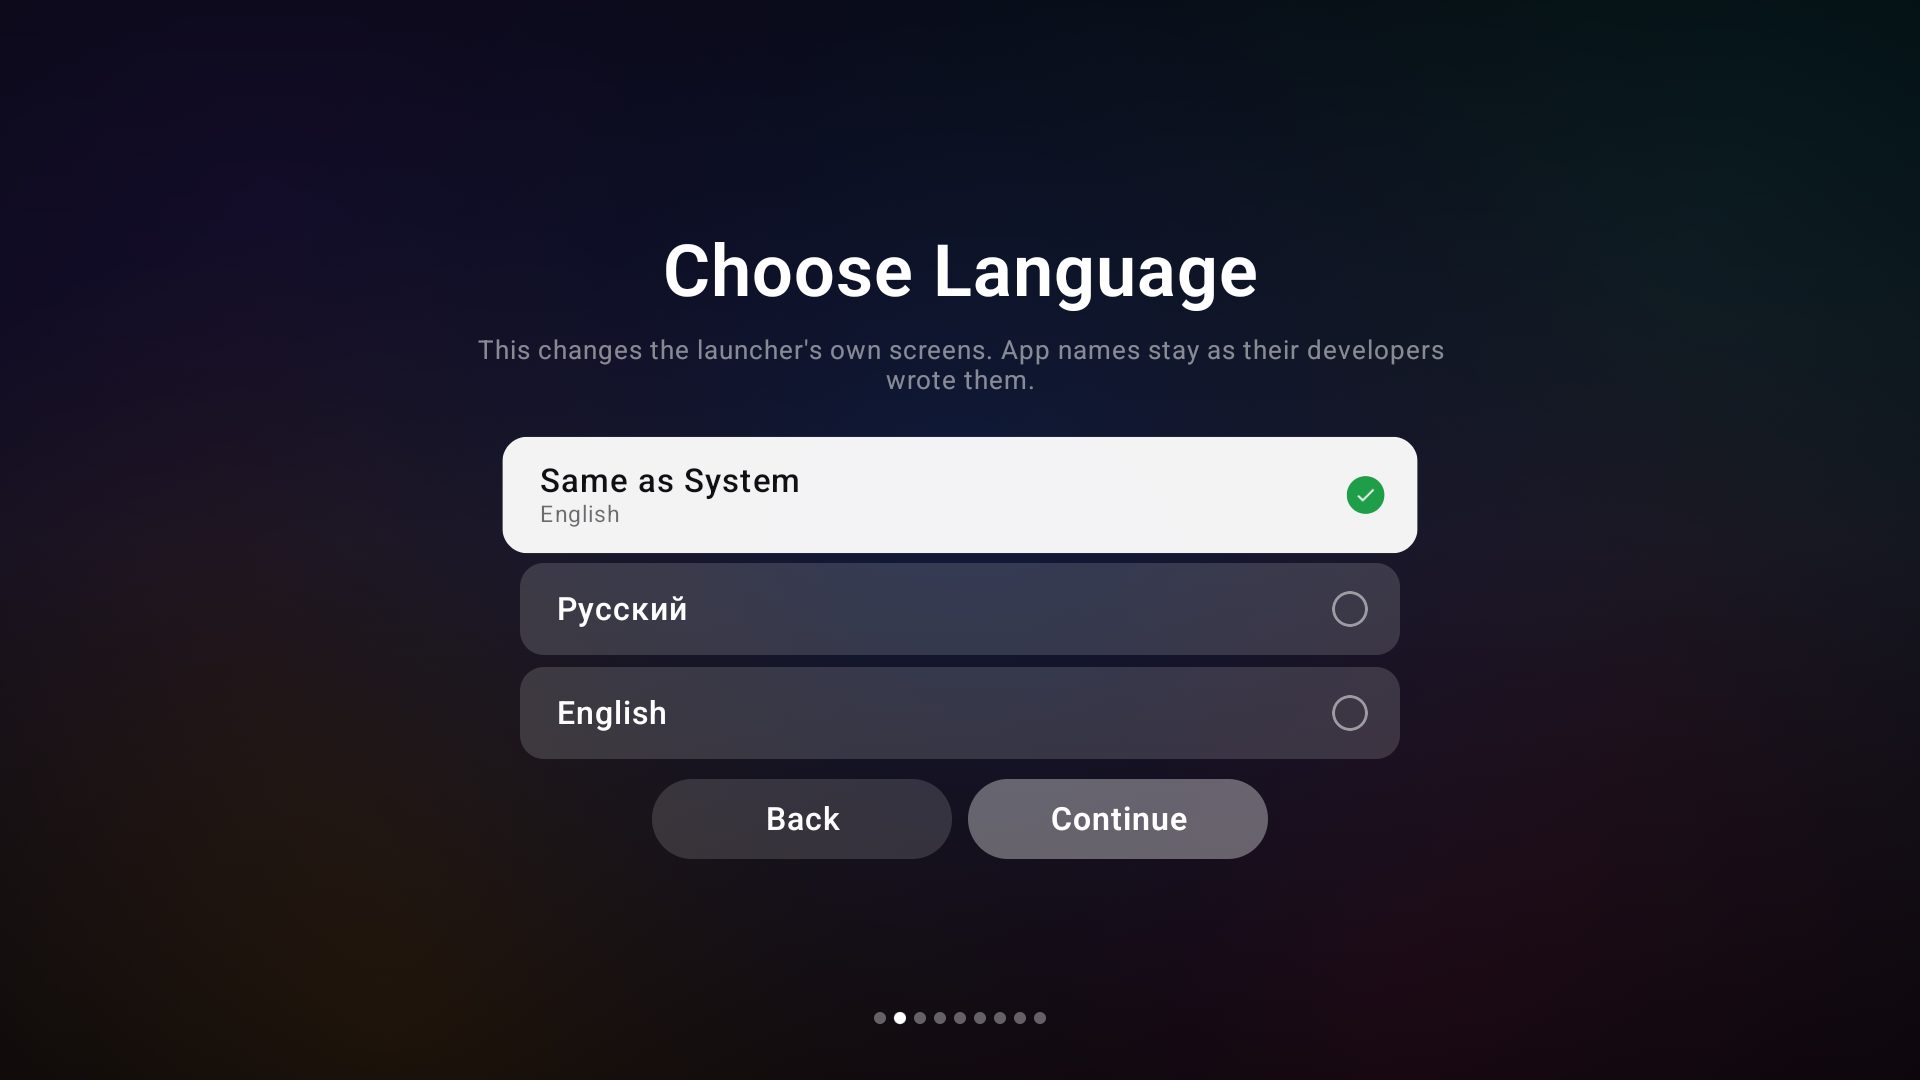 Choose Language
This changes the launcher's own screens. App names stay as their developers
wrote them.
Same as System
English
Русский
English
Back
Continue